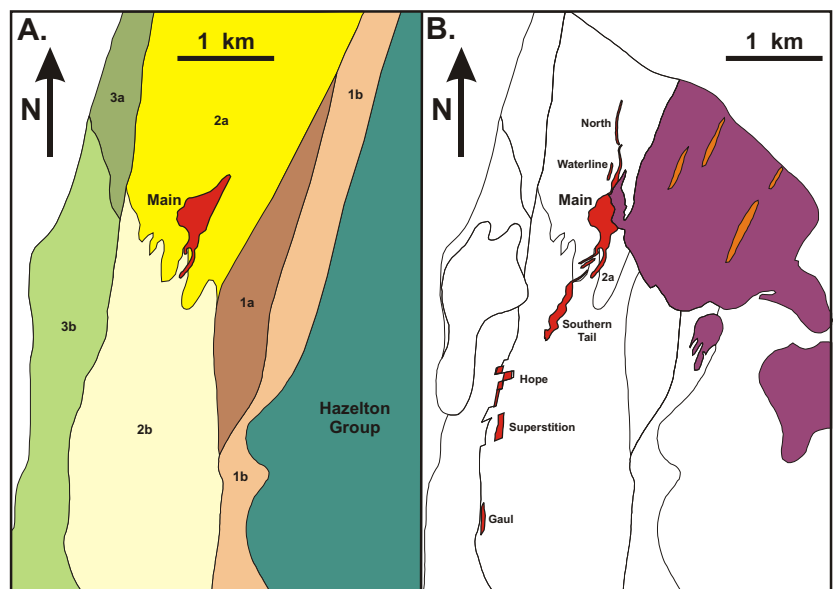 A.
1 km
N
3a
2a
1b
Main
1a
3b
2b
Hazelton
Group
1b
B.
1 km
N
North
Waterline
Main
2a
Southern
Tail
Hope
Superstition
Gaul